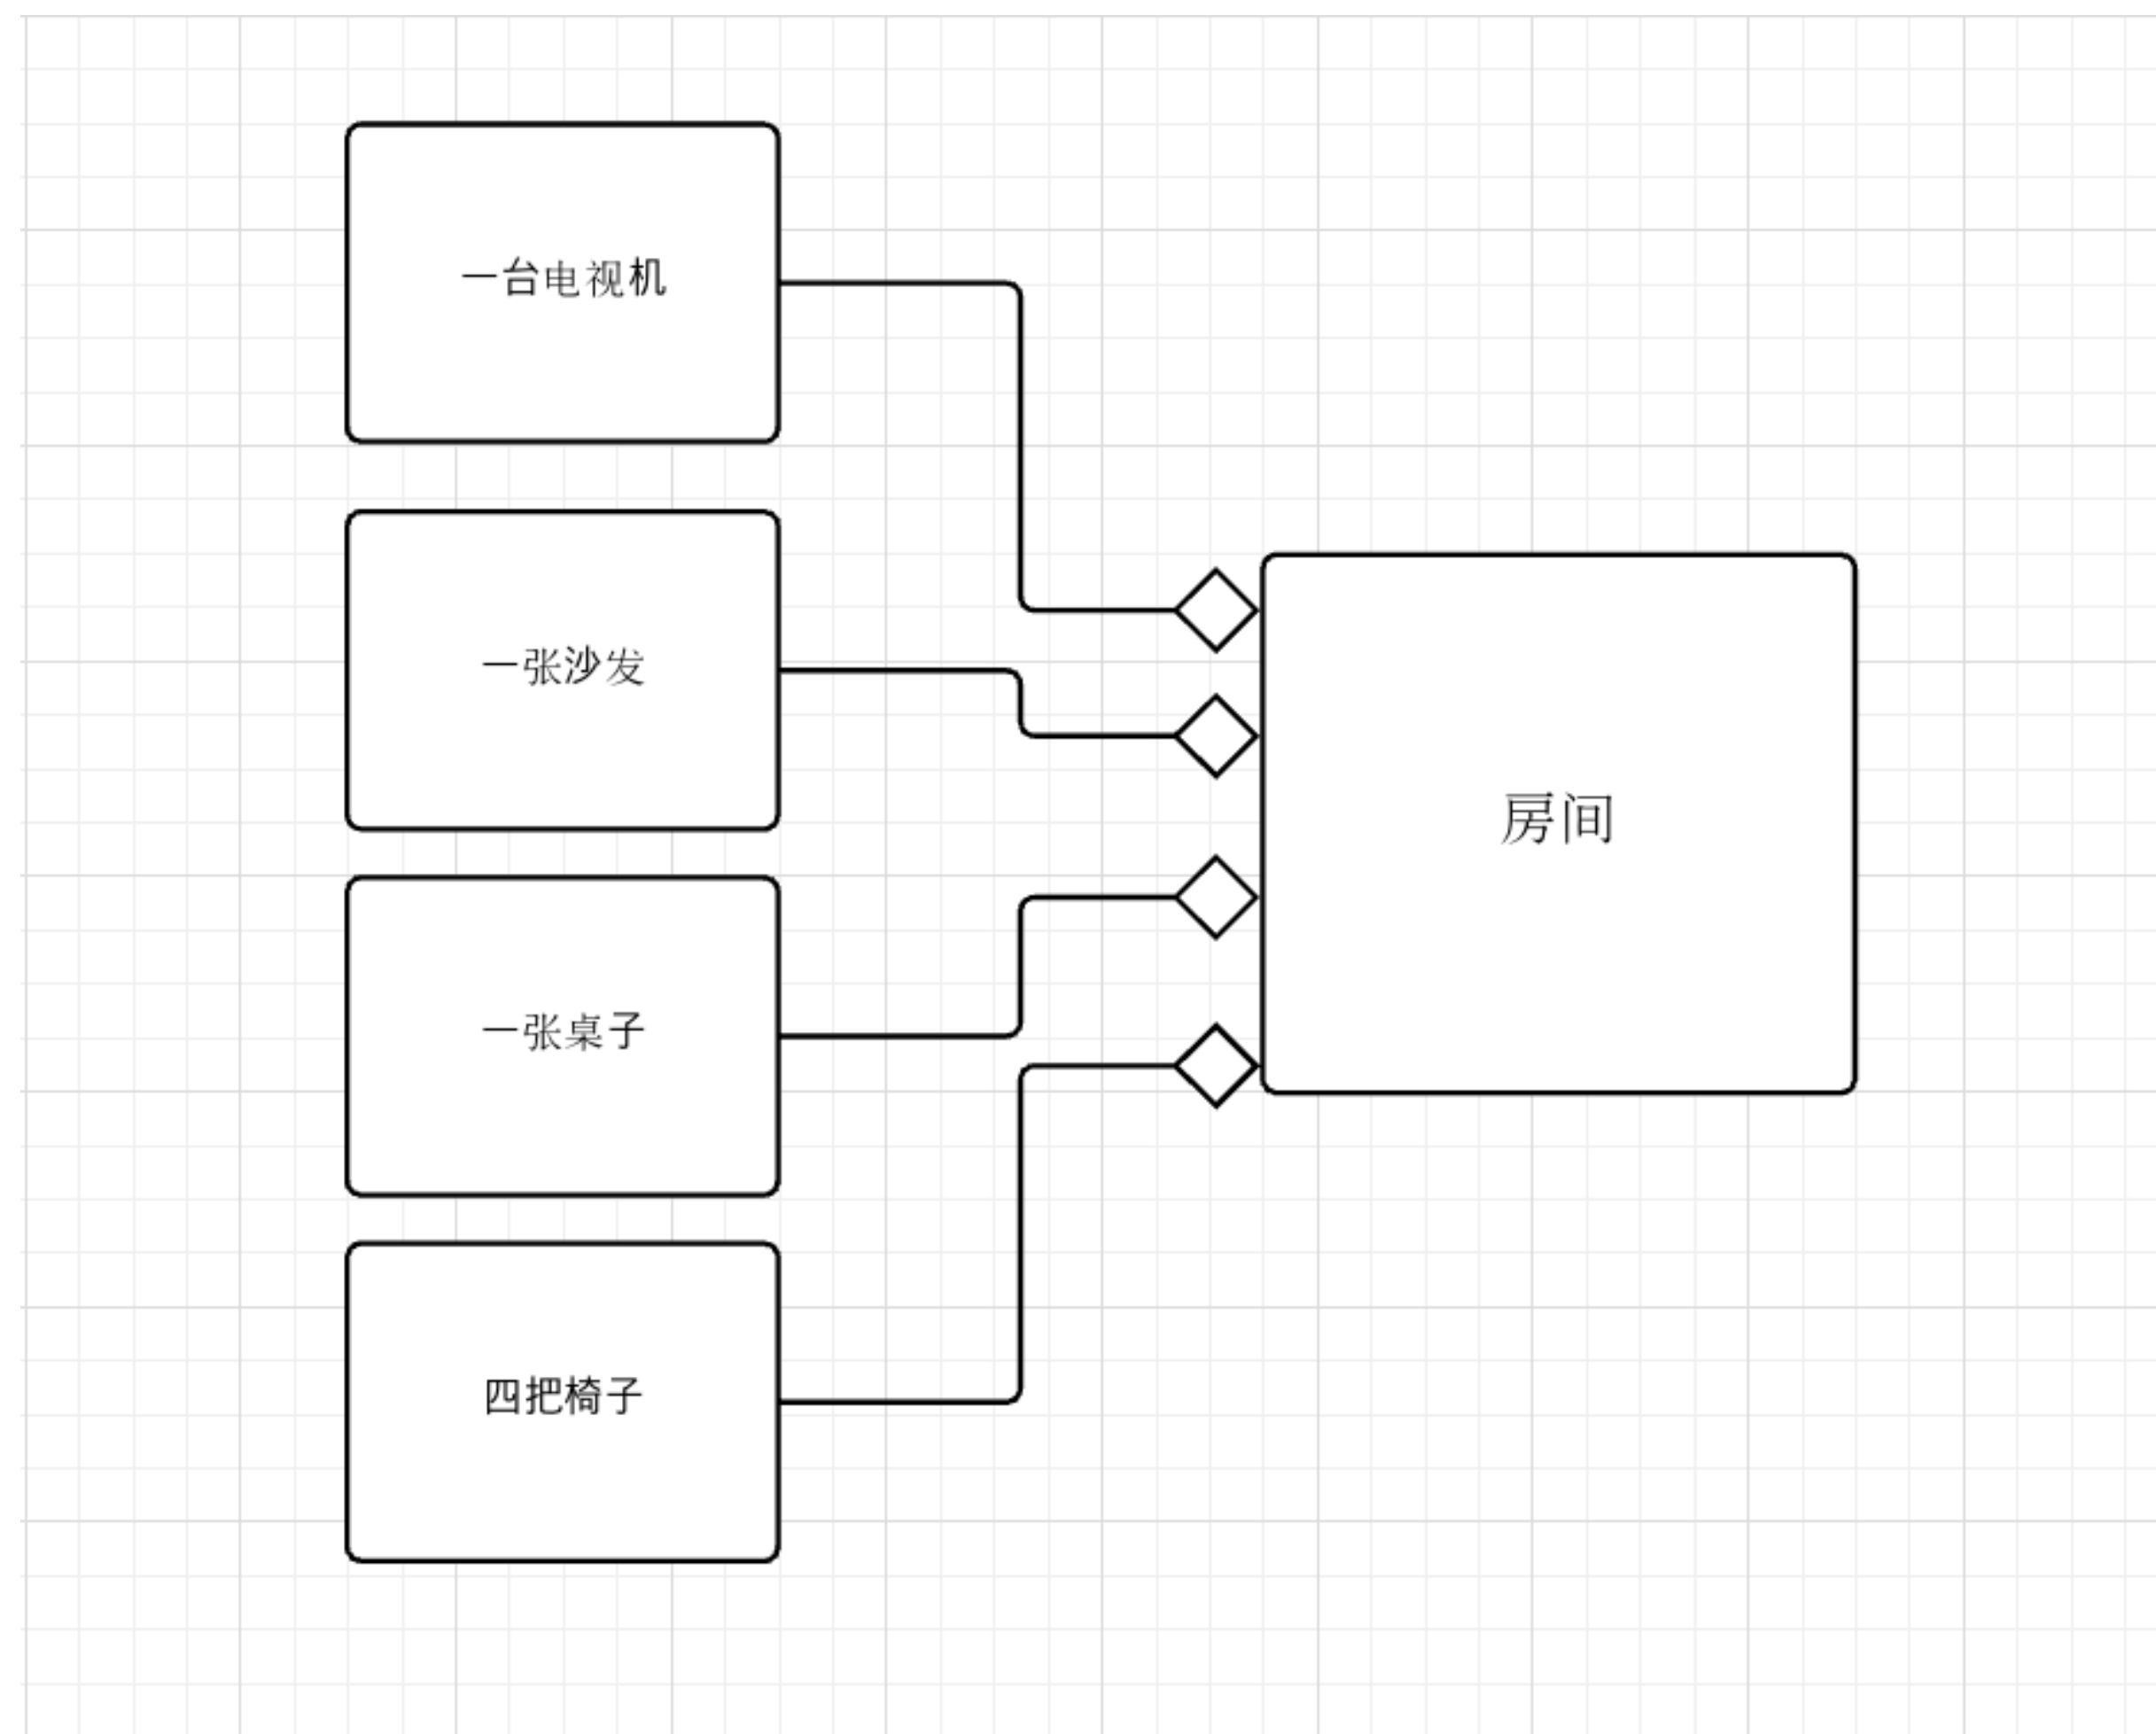 一台电视机
一张沙发
房间
一张桌子
四把椅子